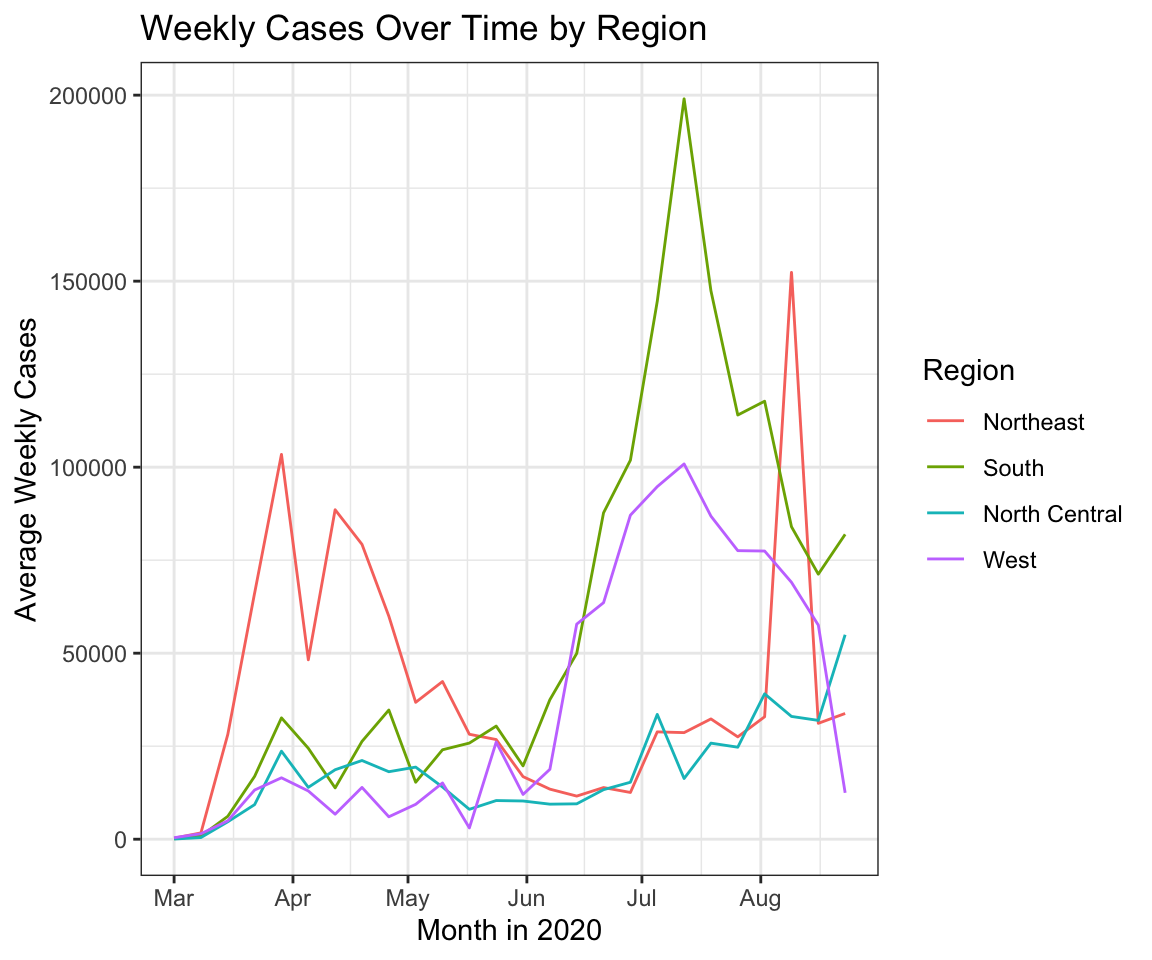 Weekly Cases Over Time by Region
200000
150000
100000
50000
0
Average Weekly Cases
Mar Apr May Jun Jul Aug
Month in 2020
Region
Northeast
South
North Central
West